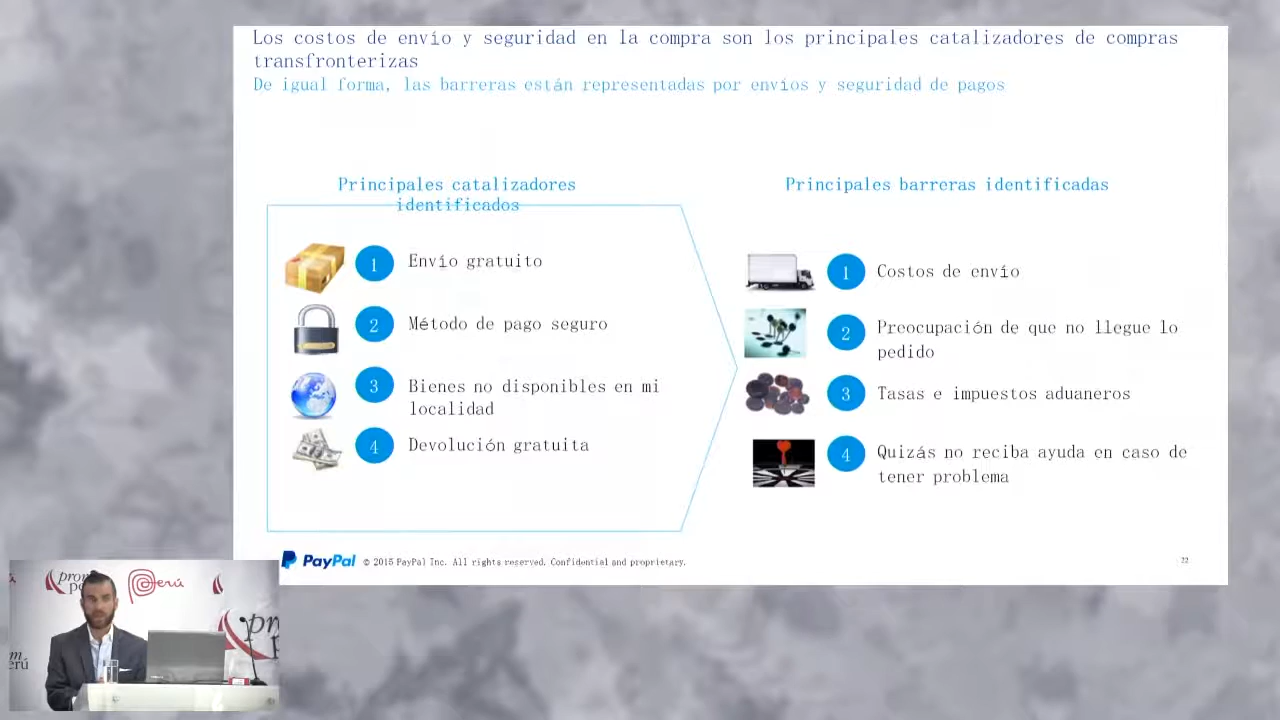 Los costos de envío y seguridad en la compra son los principales catalizadores de compras
transfronterizas
De igual forma, las barreras están representadas por envíos y seguridad de pagos
Principales catalizadores
identificados
1 Envío gratuito
2 Método de pago seguro
3 Bienes no disponibles en mi
localidad
4 Devolución gratuita
Principales barreras identificadas
1 Costos de envío
2 Preocupación de que no llegue lo
pedido
3 Tasas e impuestos aduaneros
4 Quizás no reciba ayuda en caso de
tener problema
PayPal © 2015 PayPal Inc. All rights reserved. Confidential and proprietary.
22